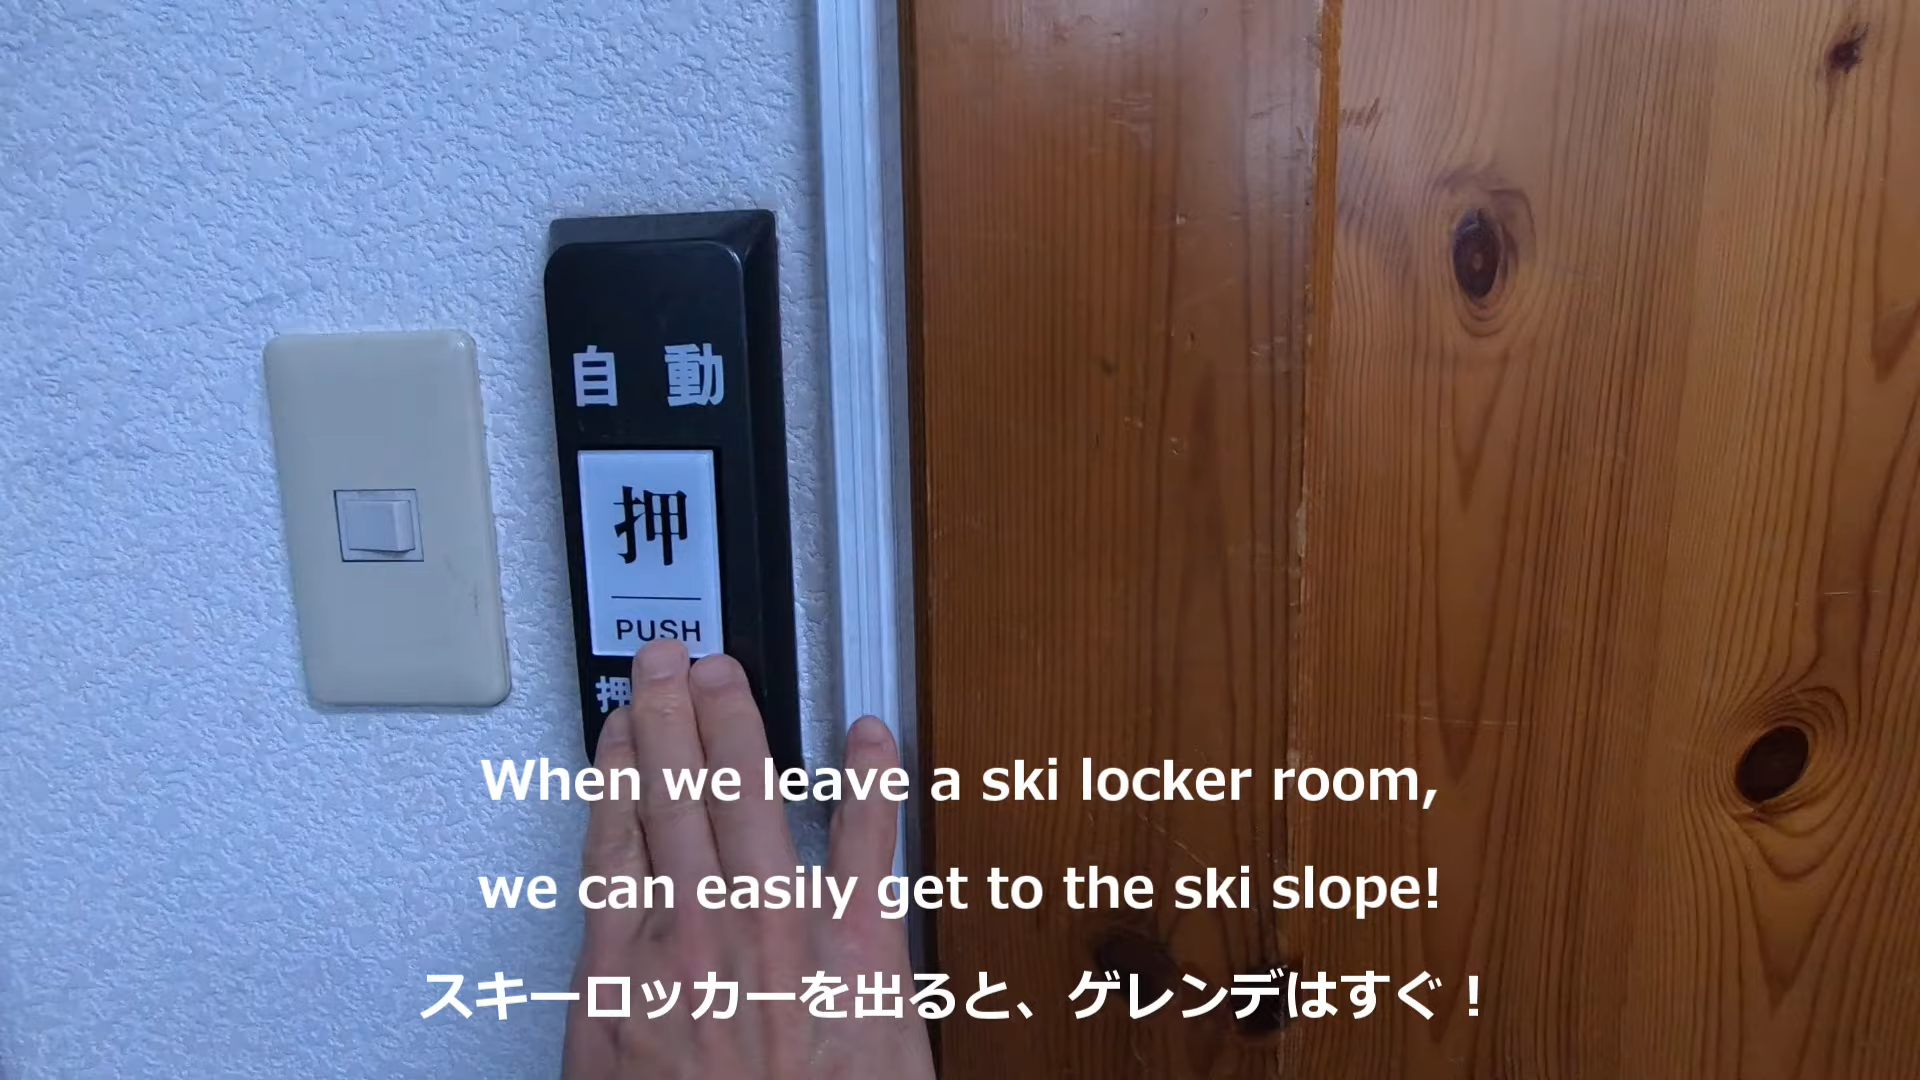 自動
押
PUSH
押
When we leave a ski locker room,
we can easily get to the ski slope!
スキーロッカーを出ると、ゲレンデはすぐ！